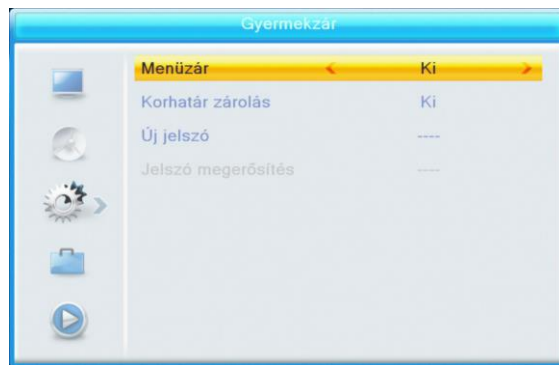 Gyermekzár
Menüzár Ki
Korhatár zárolás Ki
Új jelszó ----
Jelszó megerősítés ----